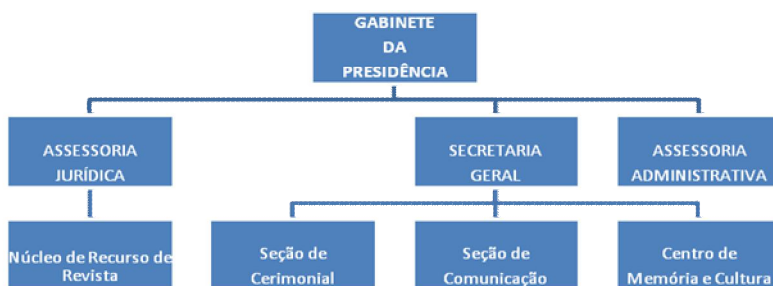 GABINETE
DA
PRESIDÊNCIA
ASSESSORIA
JURÍDICA
SECRETARIA
GERAL
ASSESSORIA
ADMINISTRATIVA
Núcleo de Recurso de
Revista
Seção de
Cerimonial
Seção de
Comunicação
Centro de
Memória e Cultura